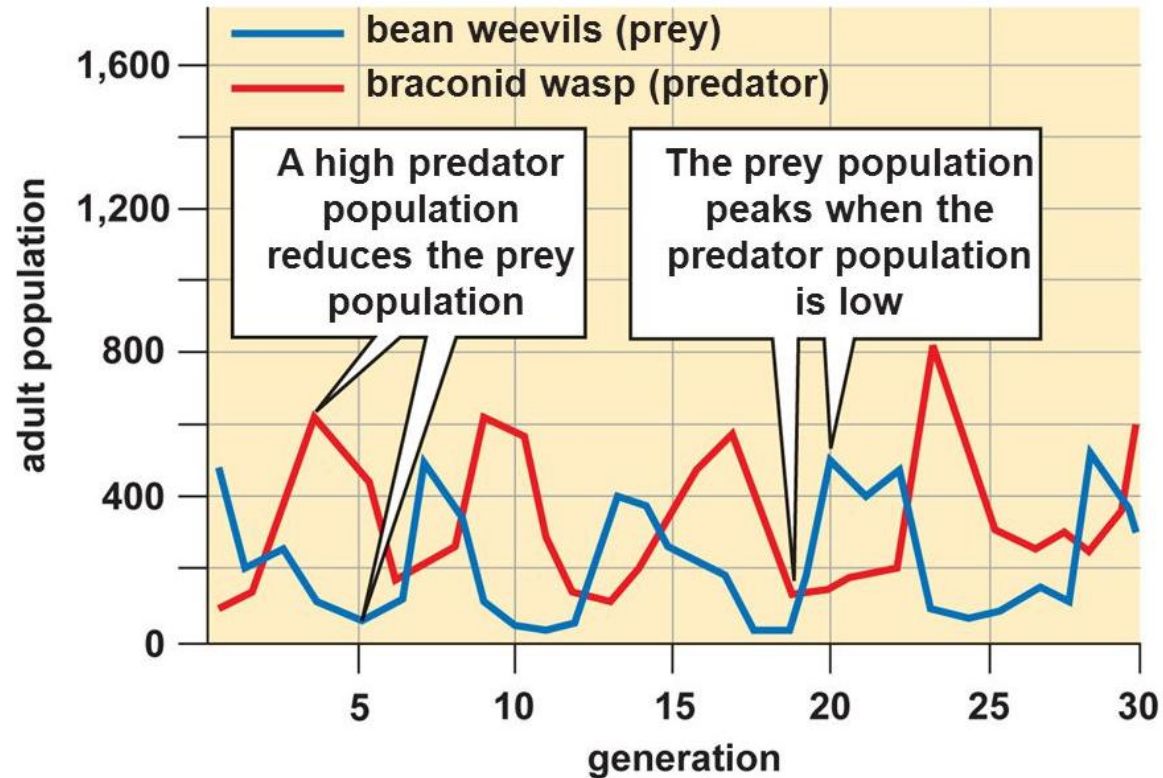 bean weevils (prey)
braconid wasp (predator)
A high predator
population
reduces the prey
population
The prey population
peaks when the
predator population
is low
adult population
1,600
1,200
800
400
0
5 10 15 20 25 30
generation